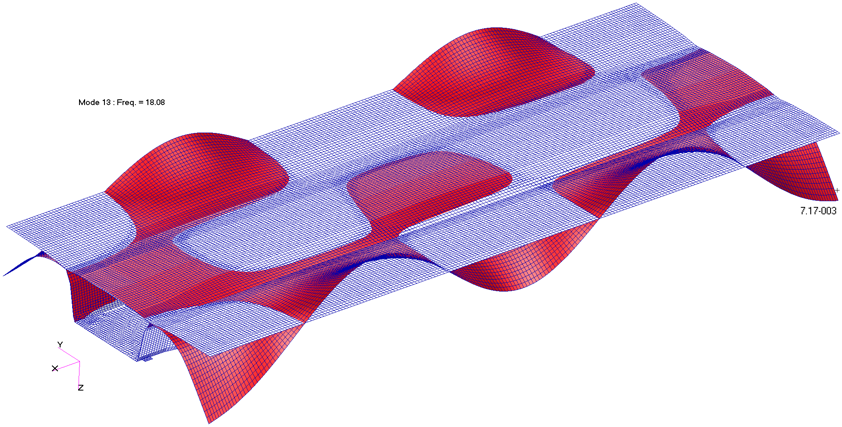 Mode 13 : Freq. = 18.08
7.17-003
Y
X
Z